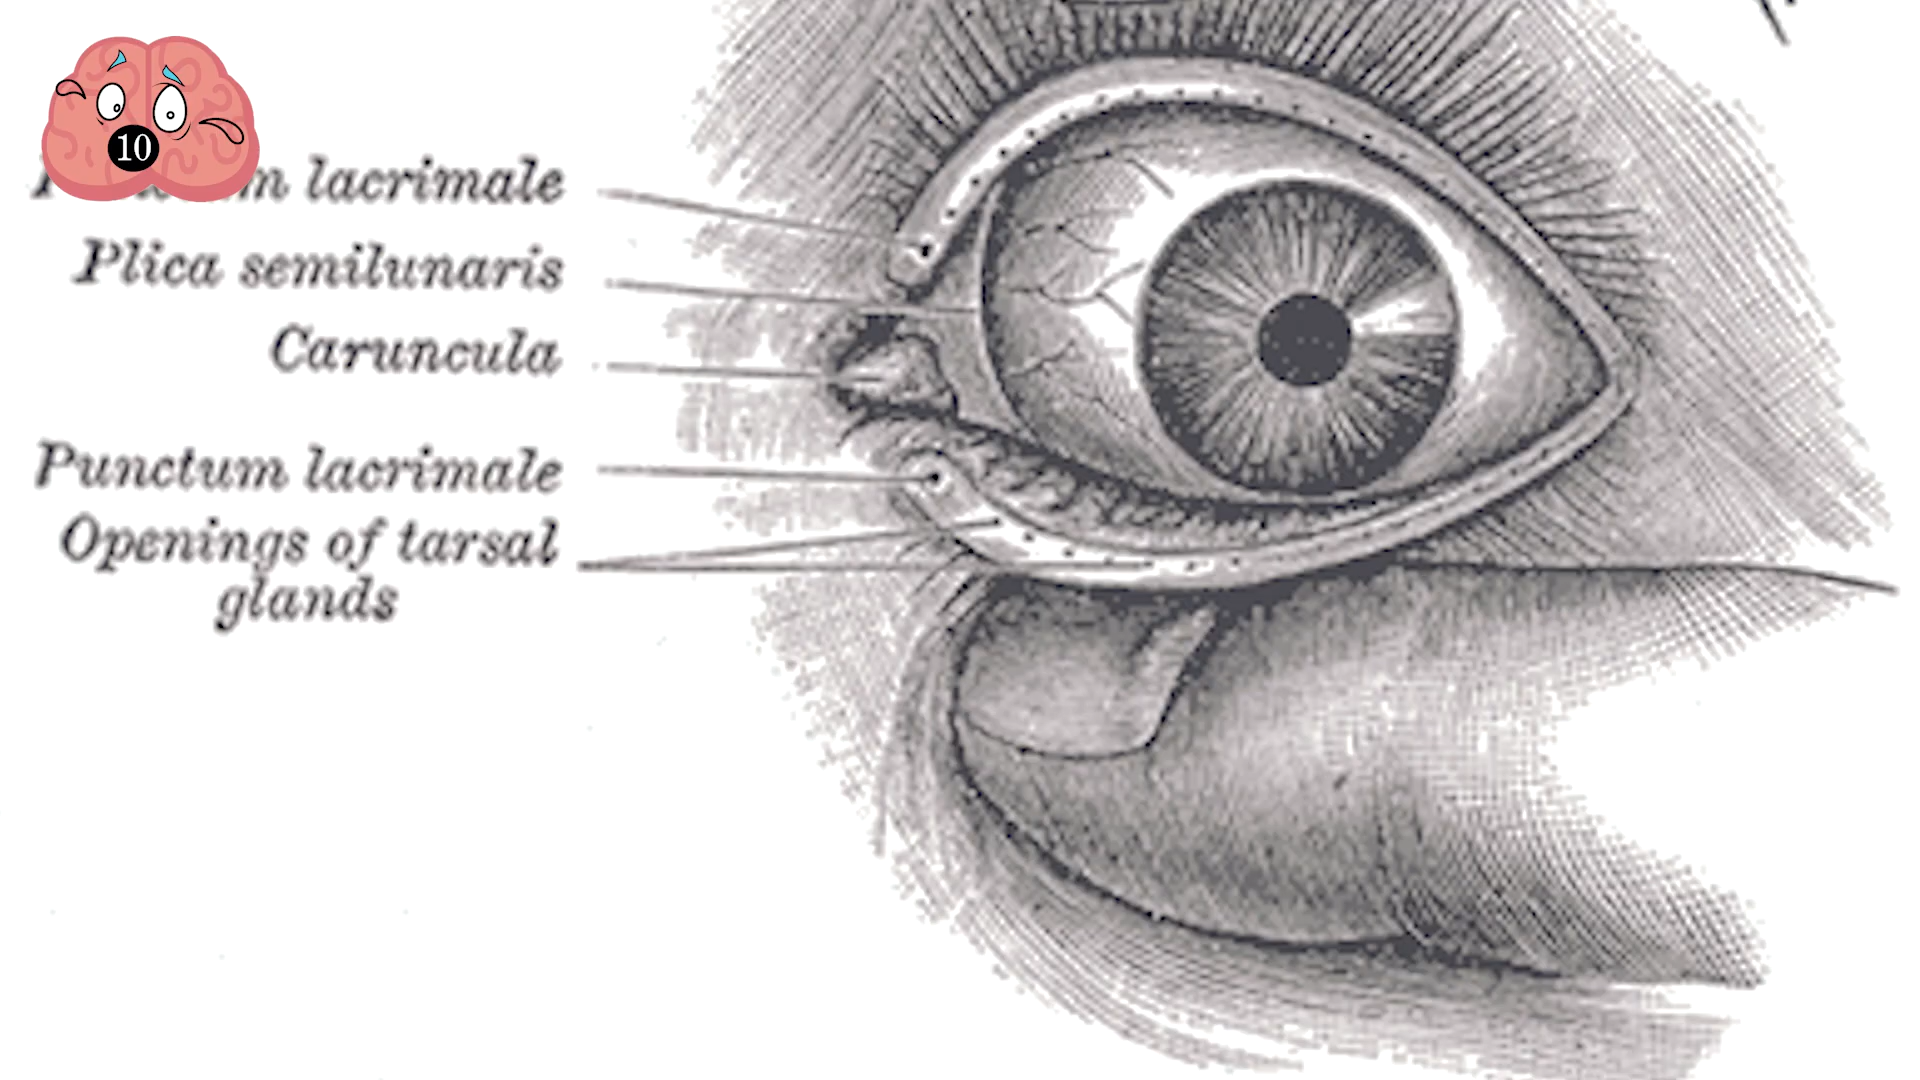 10
lacrimale
Plica semilunaris
Caruncula
Punctum lacrimale
Openings of tarsal
glands